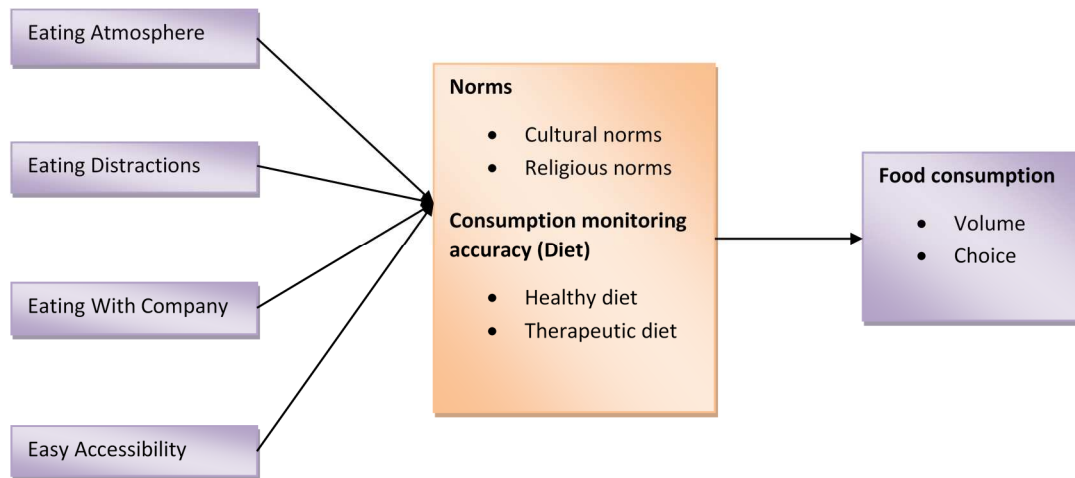 Eating Atmosphere
Eating Distractions
Eating With Company
Easy Accessibility
Norms
• Cultural norms
• Religious norms
Consumption monitoring
accuracy (Diet)
• Healthy diet
• Therapeutic diet
Food consumption
• Volume
• Choice